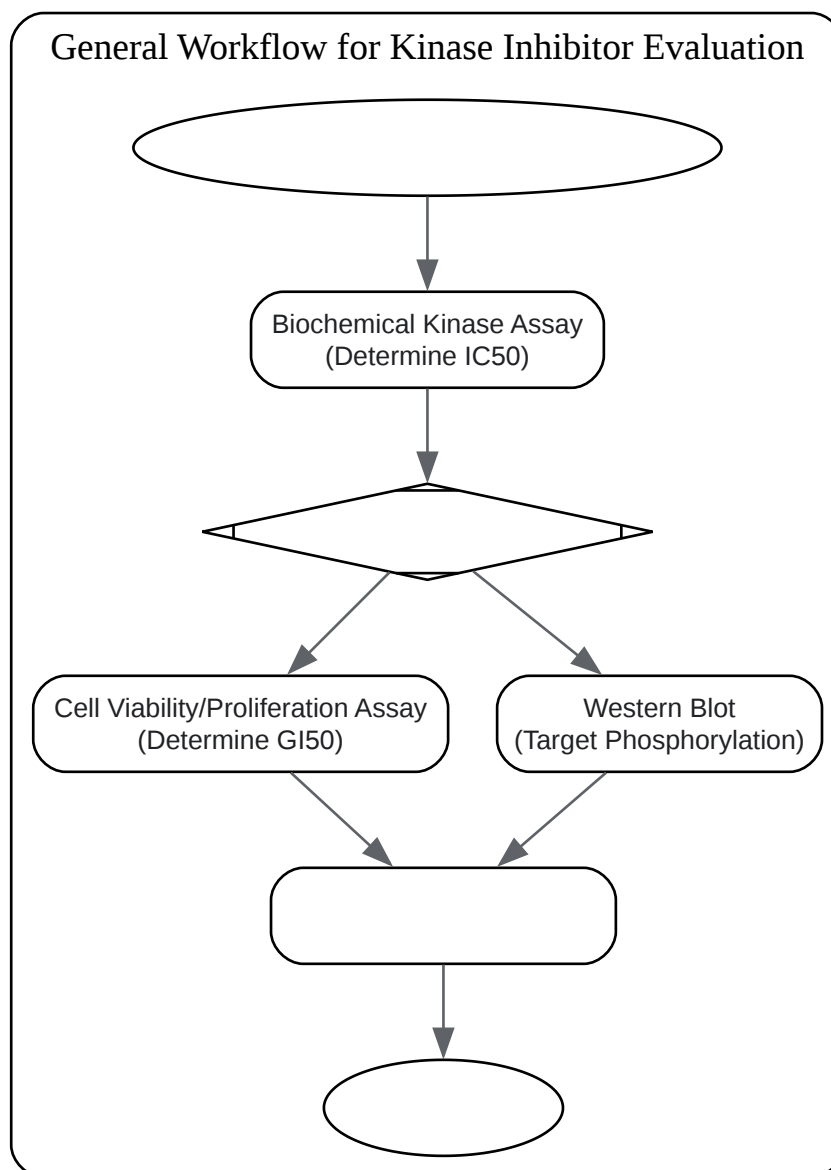 General Workflow for Kinase Inhibitor Evaluation
Biochemical Kinase Assay
(Determine IC50)
Cell Viability/Proliferation Assay
(Determine GI50)
Western Blot
(Target Phosphorylation)